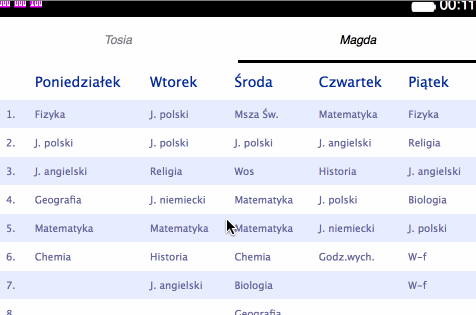 00:11
Tosia Magda
Poniedziałek Wtorek Środa Czwartek Piątek
1. Fizyka J. polski Msza Św. Matematyka Fizyka
2. J. polski J. polski J. polski J. angielski Religia
3. J. angielski Religia Wos Historia J. angielski
4. Geografia J. niemiecki Matematyka J. polski Biologia
5. Matematyka Matematyka Matematyka J. niemiecki J. polski
6. Chemia Historia Chemia Godz.wych. W-f
7. J. angielski Biologia W-f
8. Geografia